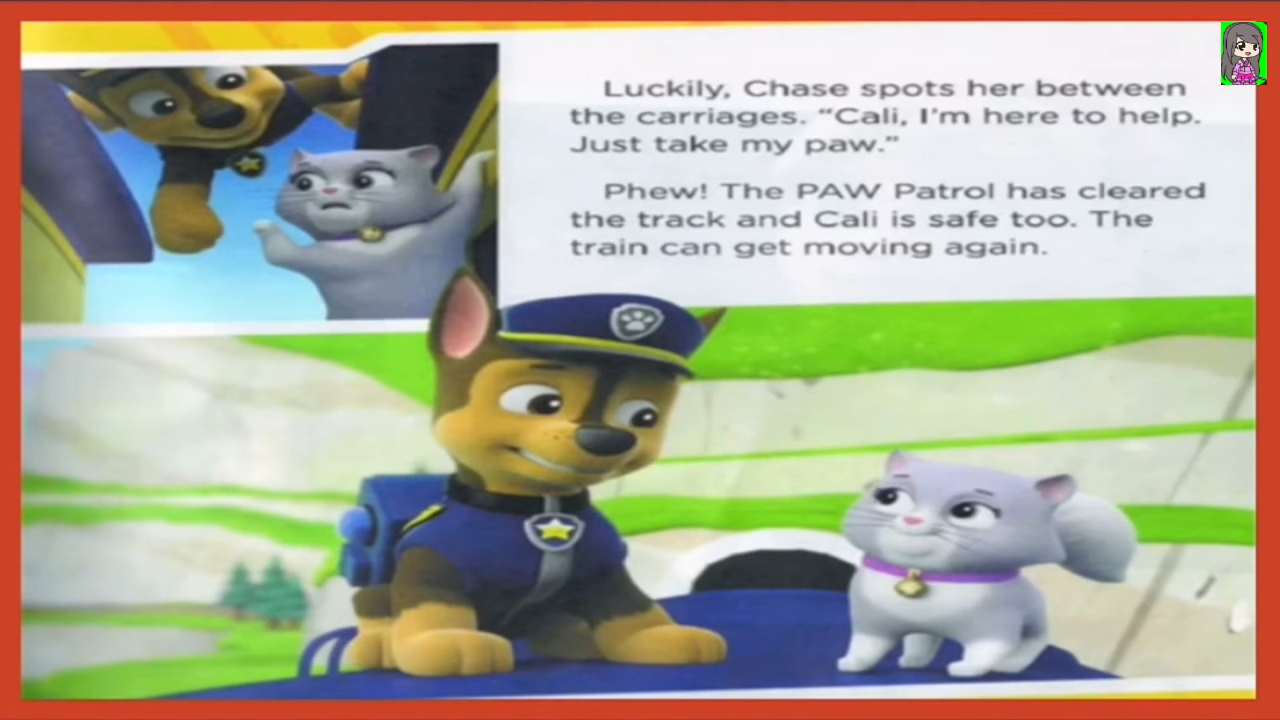 Luckily, Chase spots her between
the carriages. “Cali, I’m here to help.
Just take my paw.”
Phew! The PAW Patrol has cleared
the track and Cali is safe too. The
train can get moving again.